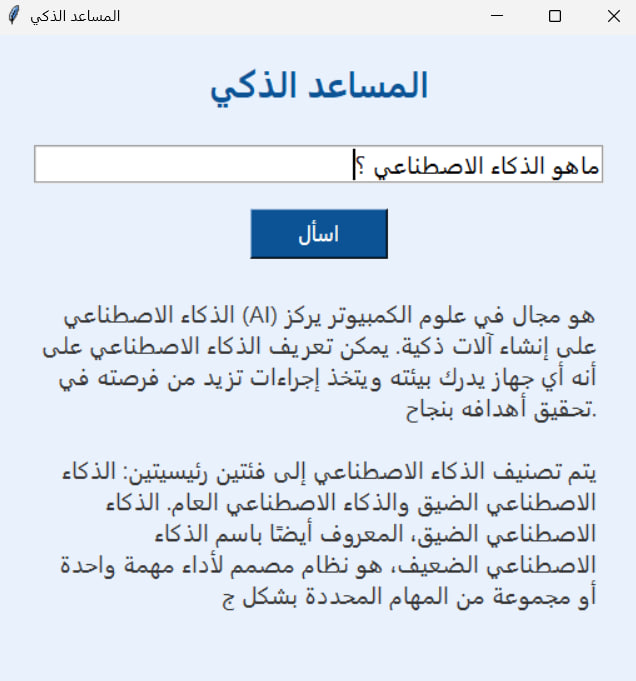 المساعد الذكي
المساعد الذكي
ماهو الذكاء الاصطناعي ؟
اسأل
هو مجال في علوم الكمبيوتر يركز (AI) الذكاء الاصطناعي
على إنشاء آلات ذكية. يمكن تعريف الذكاء الاصطناعي على
أنه أي جهاز يدرك بيئته ويتخذ إجراءات تزيد من فرصته في
.تحقيق أهدافه بنجاح
يتم تصنيف الذكاء الاصطناعي إلى فئتين رئيسيتين: الذكاء
الاصطناعي الضيق والذكاء الاصطناعي العام. الذكاء
الاصطناعي الضيق، المعروف أيضًا باسم الذكاء
الاصطناعي الضعيف، هو نظام مصمم لأداء مهمة واحدة
أو مجموعة من المهام المحددة بشكل ج